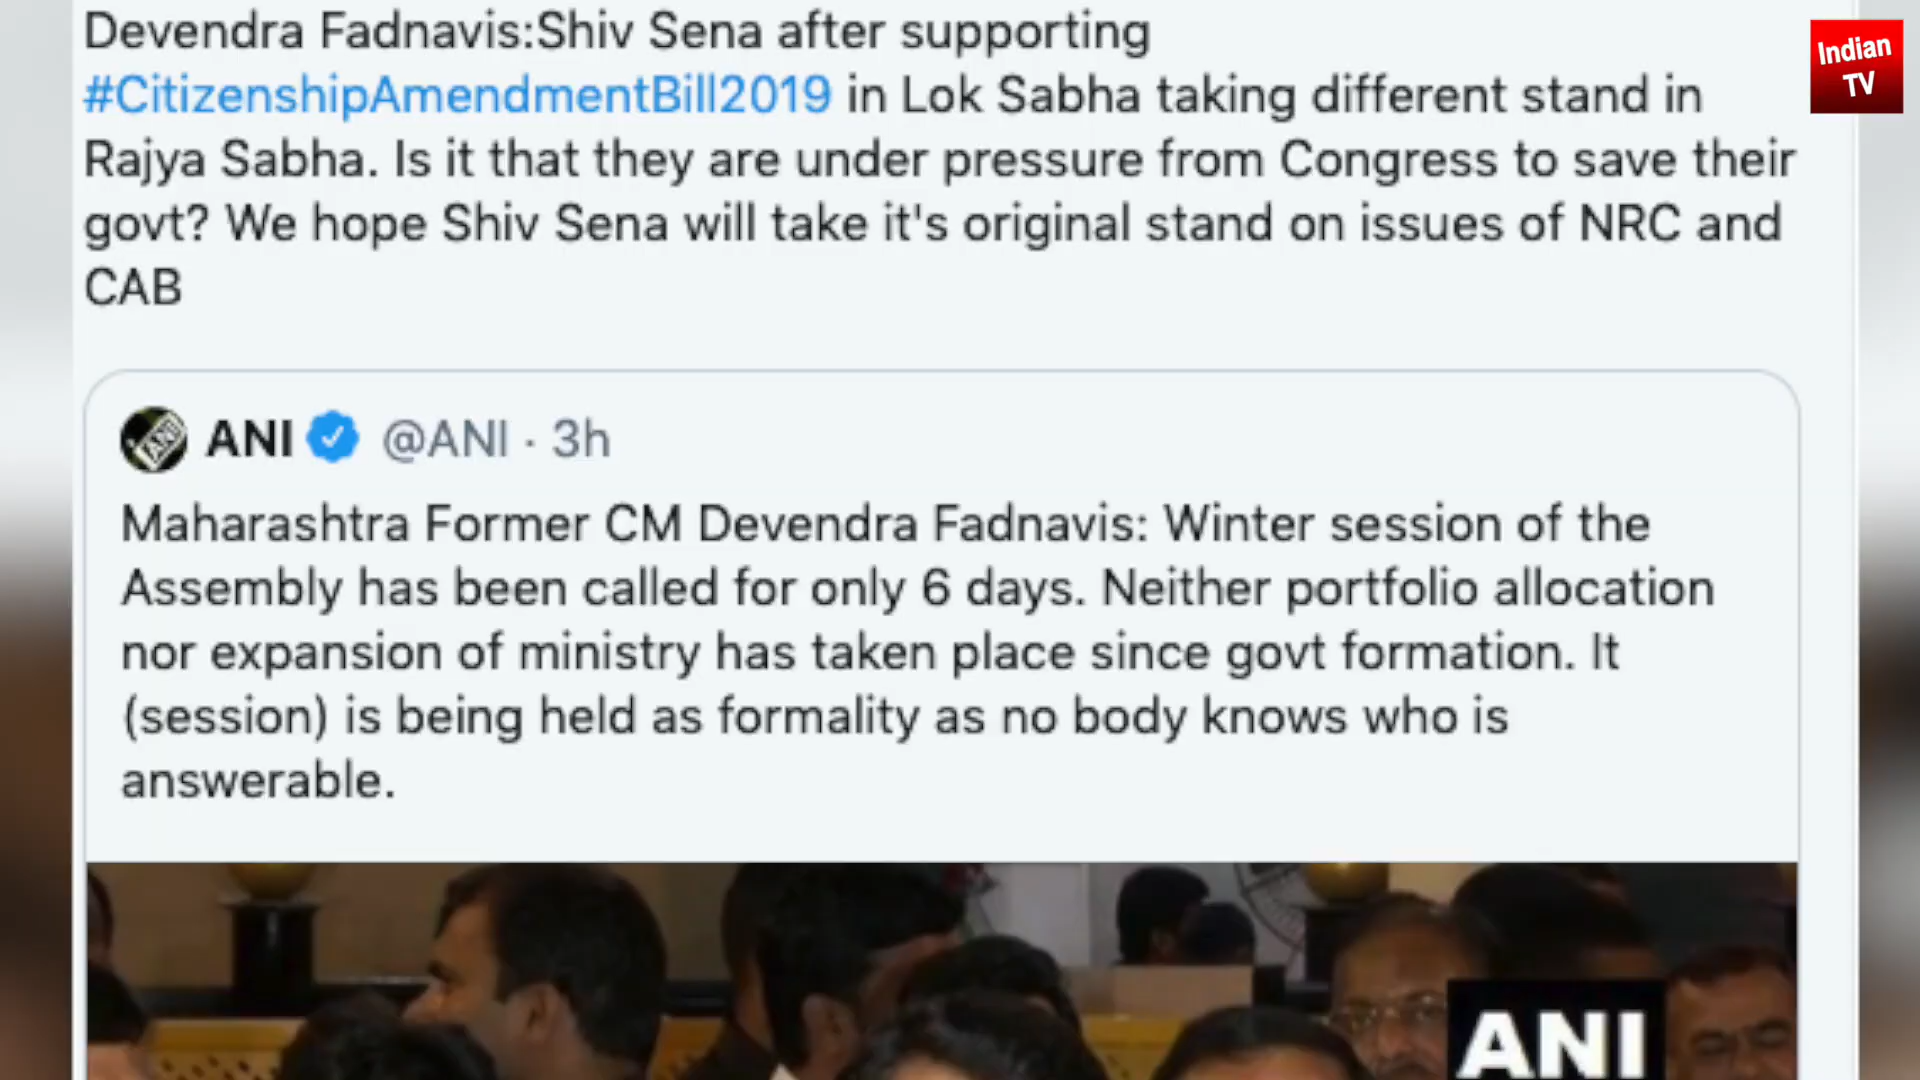 Devendra Fadnavis:Shiv Sena after supporting
#CitizenshipAmendmentBill2019 in Lok Sabha taking different stand in
Rajya Sabha. Is it that they are under pressure from Congress to save their
govt? We hope Shiv Sena will take it's original stand on issues of NRC and
CAB
Indian
TV
ANI @ANI · 3h
Maharashtra Former CM Devendra Fadnavis: Winter session of the
Assembly has been called for only 6 days. Neither portfolio allocation
nor expansion of ministry has taken place since govt formation. It
(session) is being held as formality as no body knows who is
answerable.
ANI